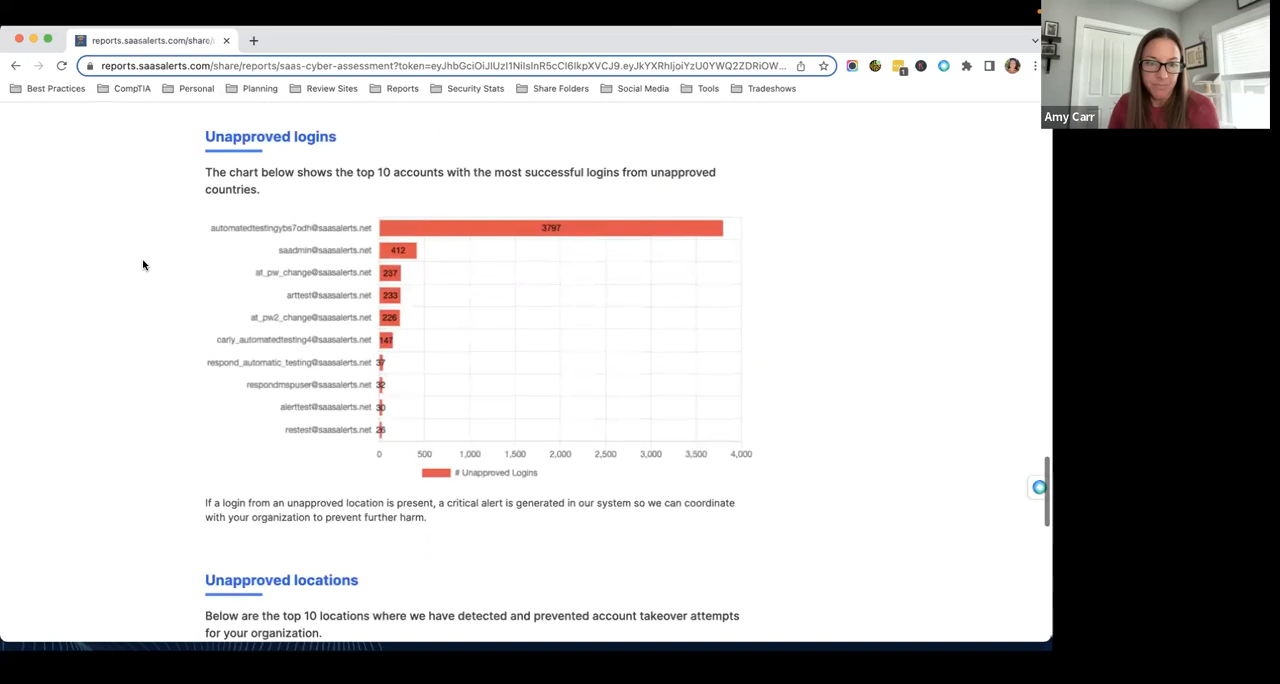 reports.saasalerts.com/share/
reports.saasalerts.com/share/reports/saas-cyber-assessment?token=eyJhbGciOiJIUzI1NiIsInR5cCI6IkpXVCJ9.eyJkYXRhIjoiYzU0YWQ2ZDRiOW...
1
Best Practices
CompTIA
Personal
Planning
Review Sites
Reports
Security Stats
Share Folders
Social Media
Tools
Tradeshows
Amy Carr
Unapproved logins
The chart below shows the top 10 accounts with the most successful logins from unapproved
countries.
automatedtestingybs7odh@saasalerts.net 3797
saadmin@saasalerts.net 412
at_pw_change@saasalerts.net 237
arttest@saasalerts.net 233
at_pw2_change@saasalerts.net 226
carly_automatedtesting4@saasalerts.net 147
respond_automatic_testing@saasalerts.net 37
respondmspuser@saasalerts.net 32
alerttest@saasalerts.net 30
restest@saasalerts.net 26
0 500 1,000 1,500 2,000 2,500 3,000 3,500 4,000
# Unapproved Logins
If a login from an unapproved location is present, a critical alert is generated in our system so we can coordinate
with your organization to prevent further harm.
Unapproved locations
Below are the top 10 locations where we have detected and prevented account takeover attempts
for your organization.